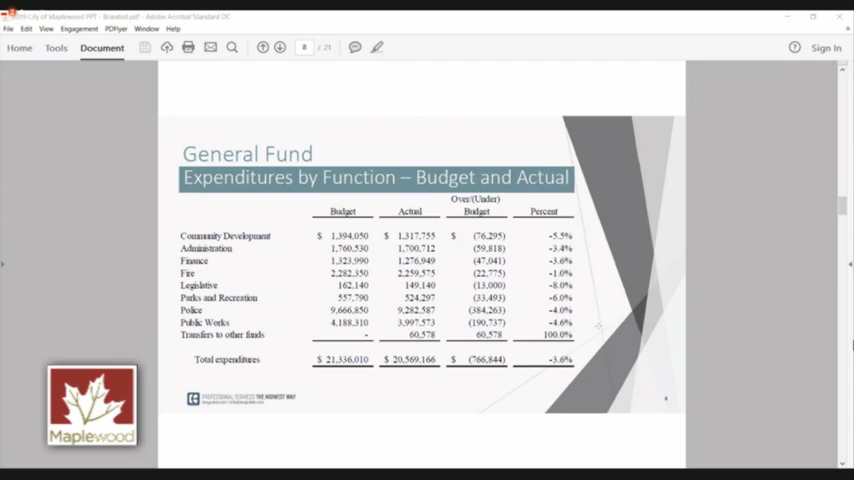 2019 City of Maplewood PPT - Branded.pdf - Adobe Acrobat Standard DC
File Edit View Engagement PDFlyer Window Help
Home Tools Document 8 / 21 Sign In
General Fund
Expenditures by Function – Budget and Actual
Over/(Under)
Budget Actual Budget Percent
Community Development $ 1,394,050 $ 1,317,755 $ (76,295) -5.5%
Administration 1,760,530 1,700,712 (59,818) -3.4%
Finance 1,323,990 1,276,949 (47,041) -3.6%
Fire 2,282,350 2,259,575 (22,775) -1.0%
Legislative 162,140 149,140 (13,000) -8.0%
Parks and Recreation 557,790 524,297 (33,493) -6.0%
Police 9,666,850 9,282,587 (384,263) -4.0%
Public Works 4,188,310 3,997,573 (190,737) -4.6%
Transfers to other funds - 60,578 60,578 100.0%
Total expenditures $ 21,336,010 $ 20,569,166 $ (766,844) -3.6%
PROFESSIONAL SERVICES THE MIDWEST WAY
Maplewood